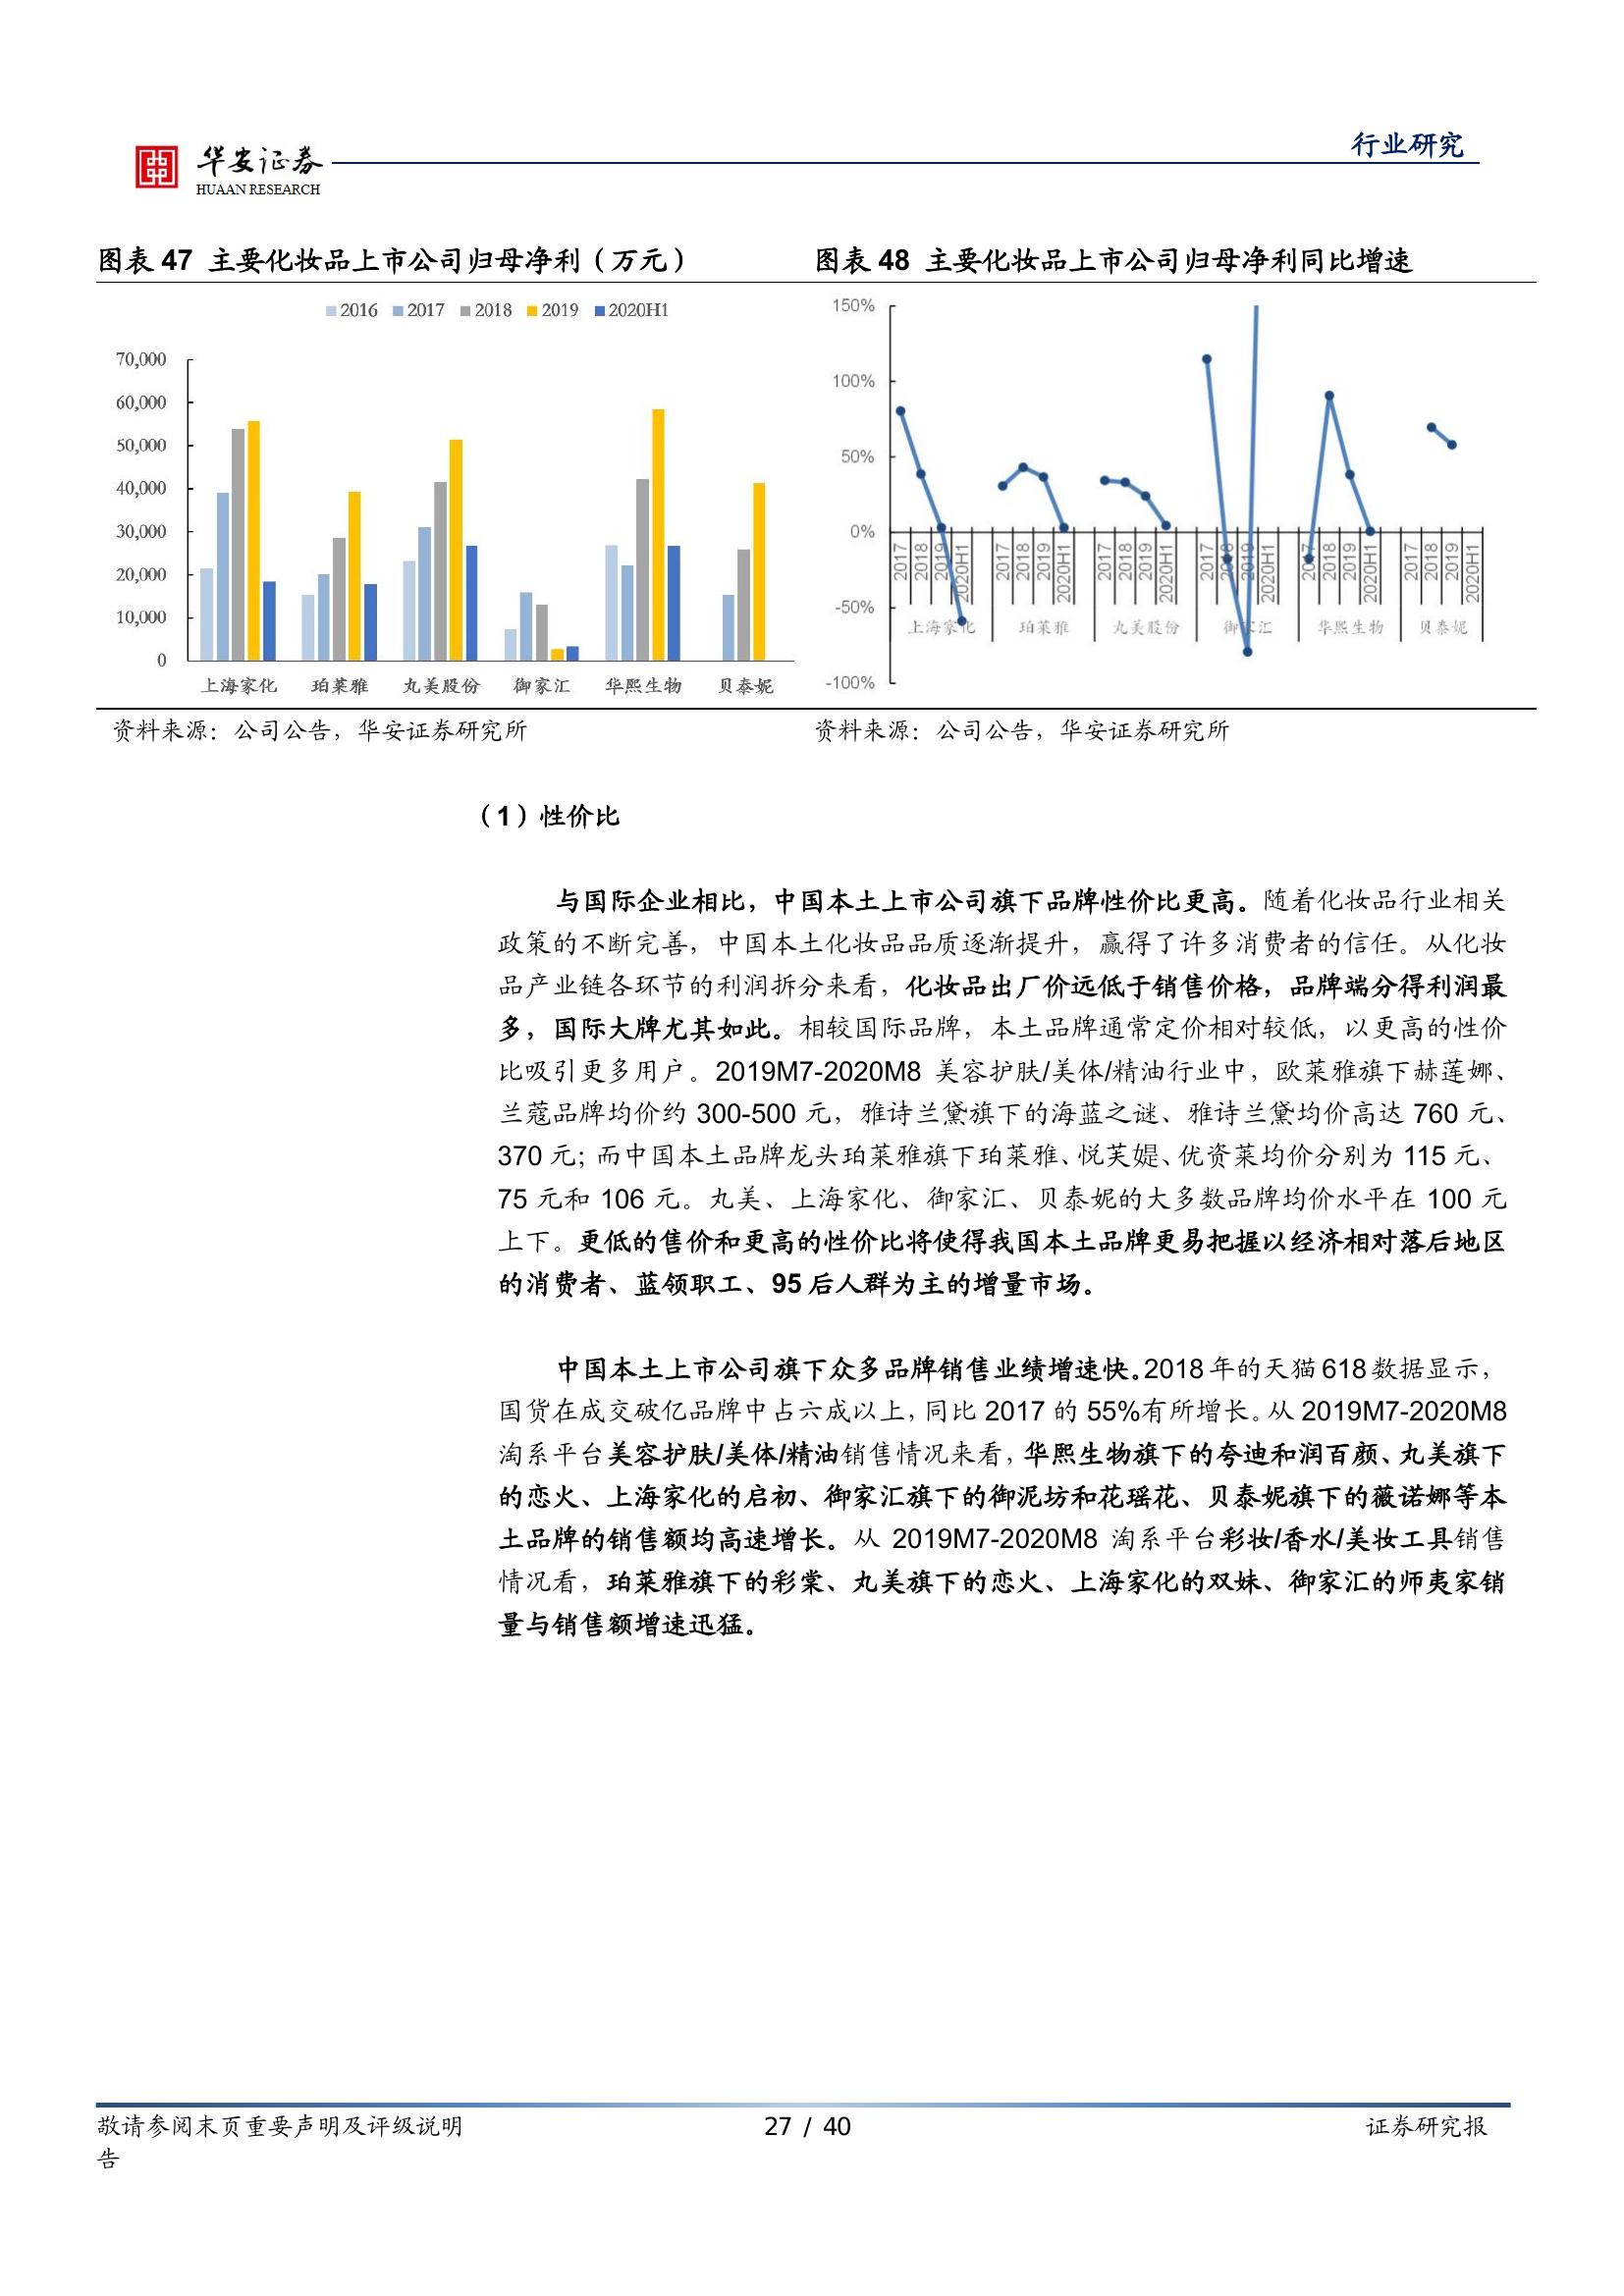 华安证券
HUAAN RESEARCH
行业研究
图表 47 主要化妆品上市公司归母净利（万元）
2016 2017 2018 2019 2020H1
70,000
60,000
50,000
40,000
30,000
20,000
10,000
0
上海家化 珀莱雅 丸美股份 御家汇 华熙生物 贝泰妮
资料来源：公司公告，华安证券研究所
图表 48 主要化妆品上市公司归母净利同比增速
150%
100%
50%
0%
-50%
-100%
2017 2018 2019 2020H1 2017 2018 2019 2020H1 2017 2018 2019 2020H1 2017 2018 2019 2020H1 2017 2018 2019 2020H1 2017 2018 2019 2020H1
上海家化 珀莱雅 丸美股份 御家汇 华熙生物 贝泰妮
资料来源：公司公告，华安证券研究所
（1）性价比
与国际企业相比，中国本土上市公司旗下品牌性价比更高。随着化妆品行业相关
政策的不断完善，中国本土化妆品品质逐渐提升，赢得了许多消费者的信任。从化妆
品产业链各环节的利润拆分来看，化妆品出厂价远低于销售价格，品牌端分得利润最
多，国际大牌尤其如此。相较国际品牌，本土品牌通常定价相对较低，以更高的性价
比吸引更多用户。2019M7-2020M8 美容护肤/美体/精油行业中，欧莱雅旗下赫莲娜、
兰蔻品牌均价约 300-500 元，雅诗兰黛旗下的海蓝之谜、雅诗兰黛均价高达 760 元、
370 元；而中国本土品牌龙头珀莱雅旗下珀莱雅、悦芙媞、优资莱均价分别为 115 元、
75 元和 106 元。丸美、上海家化、御家汇、贝泰妮的大多数品牌均价水平在 100 元
上下。更低的售价和更高的性价比将使得我国本土品牌更易把握以经济相对落后地区
的消费者、蓝领职工、95 后人群为主的增量市场。
中国本土上市公司旗下众多品牌销售业绩增速快。2018 年的天猫 618 数据显示，
国货在成交破亿品牌中占六成以上，同比 2017 的 55%有所增长。从 2019M7-2020M8
淘系平台美容护肤/美体/精油销售情况来看，华熙生物旗下的夸迪和润百颜、丸美旗下
的恋火、上海家化的启初、御家汇旗下的御泥坊和花瑶花、贝泰妮旗下的薇诺娜等本
土品牌的销售额均高速增长。从 2019M7-2020M8 淘系平台彩妆/香水/美妆工具销售
情况看，珀莱雅旗下的彩棠、丸美旗下的恋火、上海家化的双妹、御家汇的师夷家销
量与销售额增速迅猛。
敬请参阅末页重要声明及评级说明 27 / 40 证券研究报
告